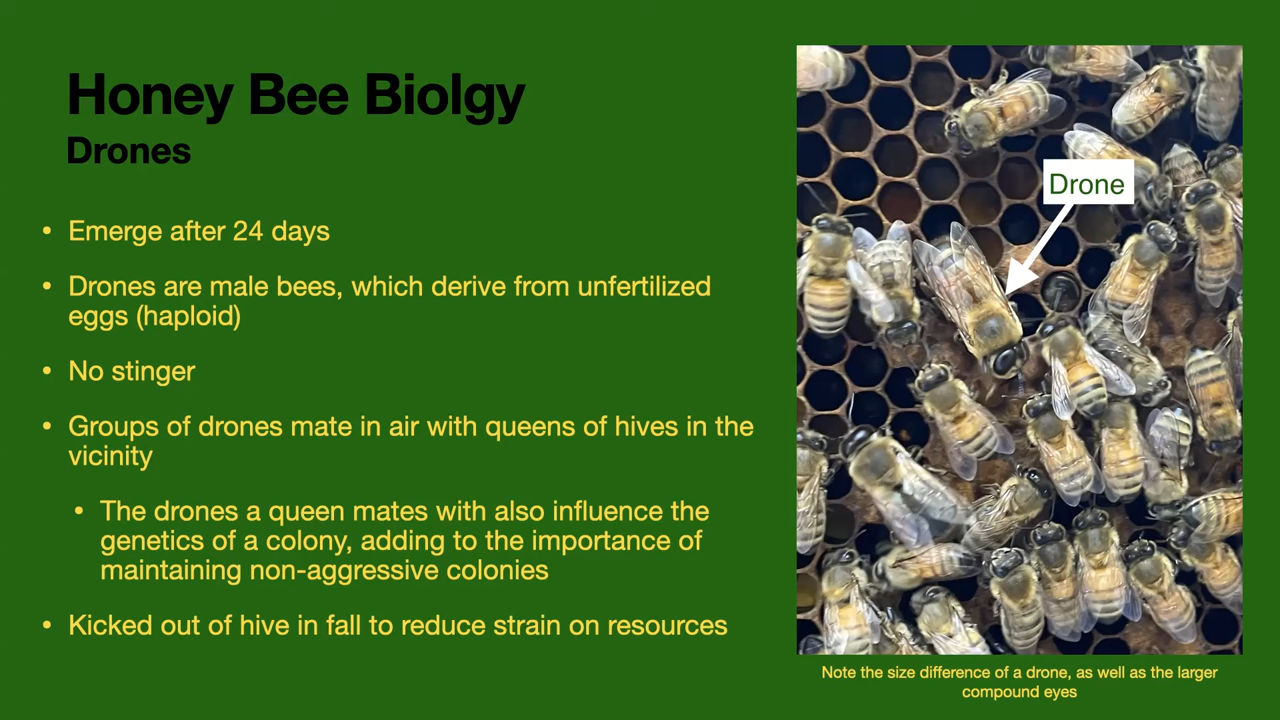 Honey Bee Biolgy
Drones
• Emerge after 24 days
• Drones are male bees, which derive from unfertilized
eggs (haploid)
• No stinger
• Groups of drones mate in air with queens of hives in the
vicinity
• The drones a queen mates with also influence the
genetics of a colony, adding to the importance of
maintaining non-aggressive colonies
• Kicked out of hive in fall to reduce strain on resources
Drone
Note the size difference of a drone, as well as the larger
compound eyes